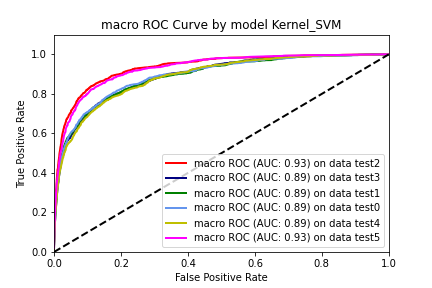 macro ROC Curve by model Kernel_SVM
1.0
0.8
0.6
0.4
0.2
0.0
True Positive Rate
macro ROC (AUC: 0.93) on data test2
macro ROC (AUC: 0.89) on data test3
macro ROC (AUC: 0.89) on data test1
macro ROC (AUC: 0.89) on data test0
macro ROC (AUC: 0.89) on data test4
macro ROC (AUC: 0.93) on data test5
0.0 0.2 0.4 0.6 0.8 1.0
False Positive Rate